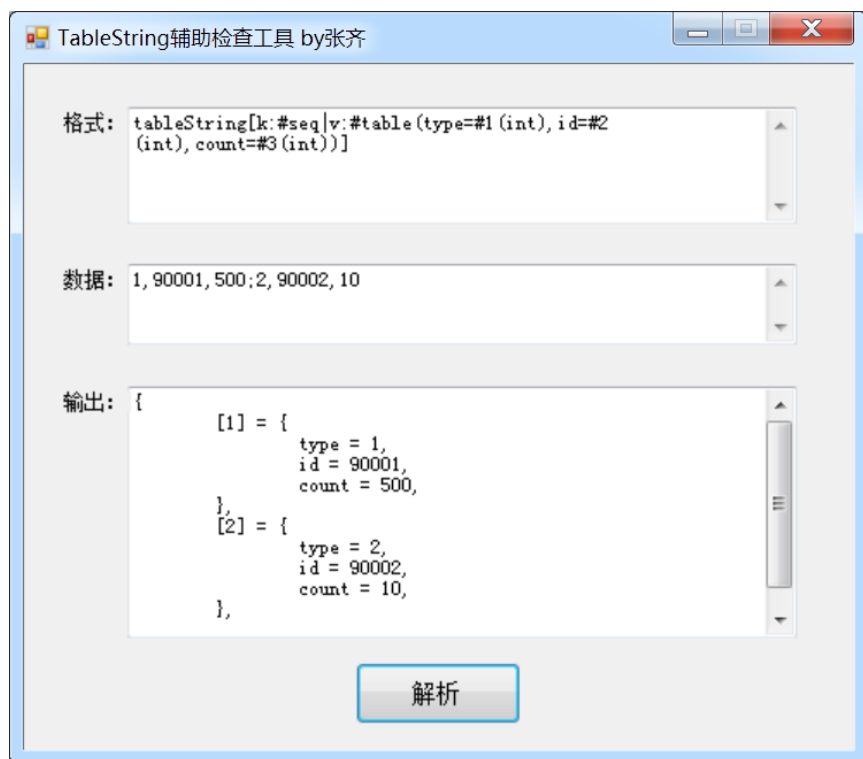 TableString辅助检查工具 by张齐
格式:
tableString[k:#seq|v:#table(type=#1(int),id=#2
(int),count=#3(int))]
数据:
1,90001,500;2,90002,10
输出:
{
[1] = {
type = 1,
id = 90001,
count = 500,
},
[2] = {
type = 2,
id = 90002,
count = 10,
},
解析